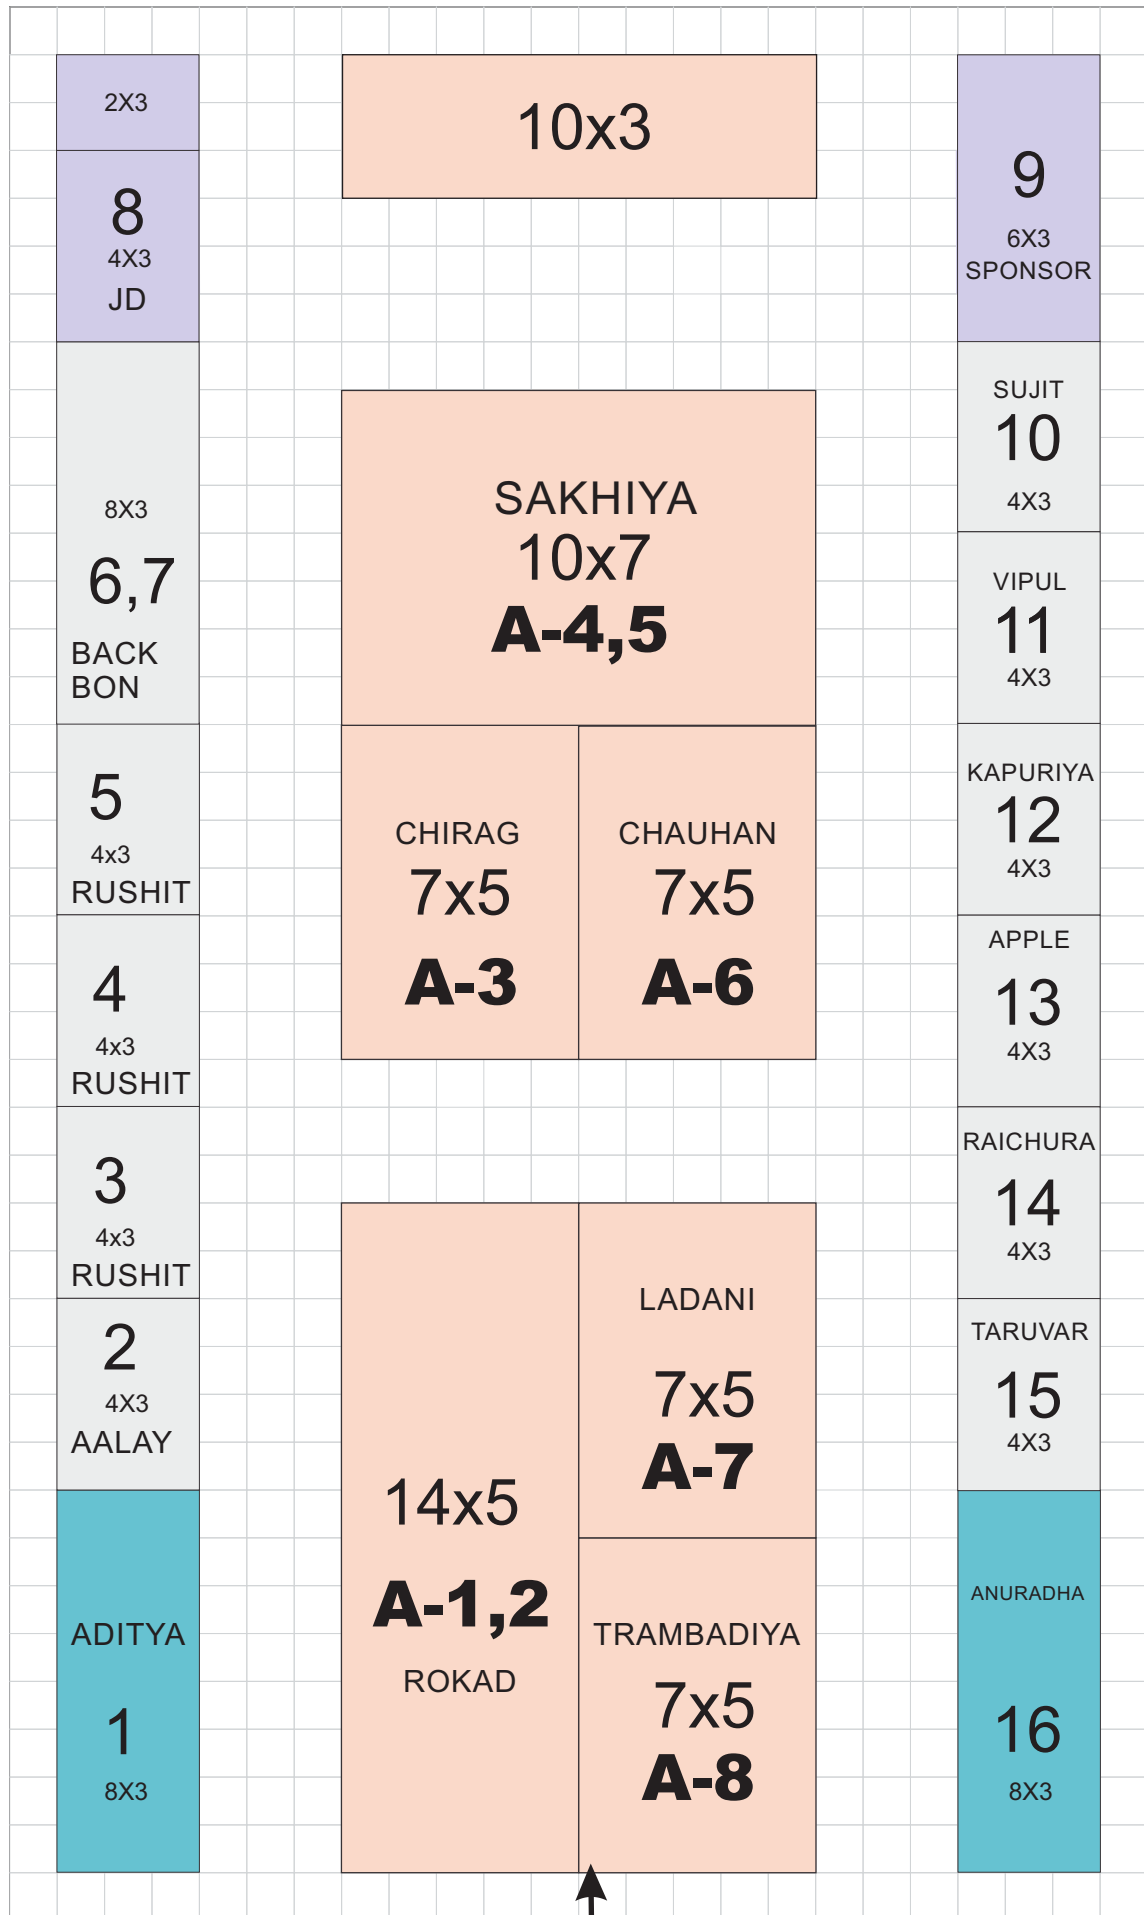 2X3
8
4X3
JD
8X3
6,7
BACK
BON
5
4x3
RUSHIT
4
4x3
RUSHIT
3
4x3
RUSHIT
2
4X3
AALAY
ADITYA
1
8X3
10x3
SAKHIYA
10x7
A-4,5
CHIRAG
7x5
A-3
CHAUHAN
7x5
A-6
14x5
A-1,2
ROKAD
LADANI
7x5
A-7
TRAMBADIYA
7x5
A-8
9
6X3
SPONSOR
SUJIT
10
4X3
VIPUL
11
4X3
KAPURIYA
12
4X3
APPLE
13
4X3
RAICHURA
14
4X3
TARUVAR
15
4X3
ANURADHA
16
8X3